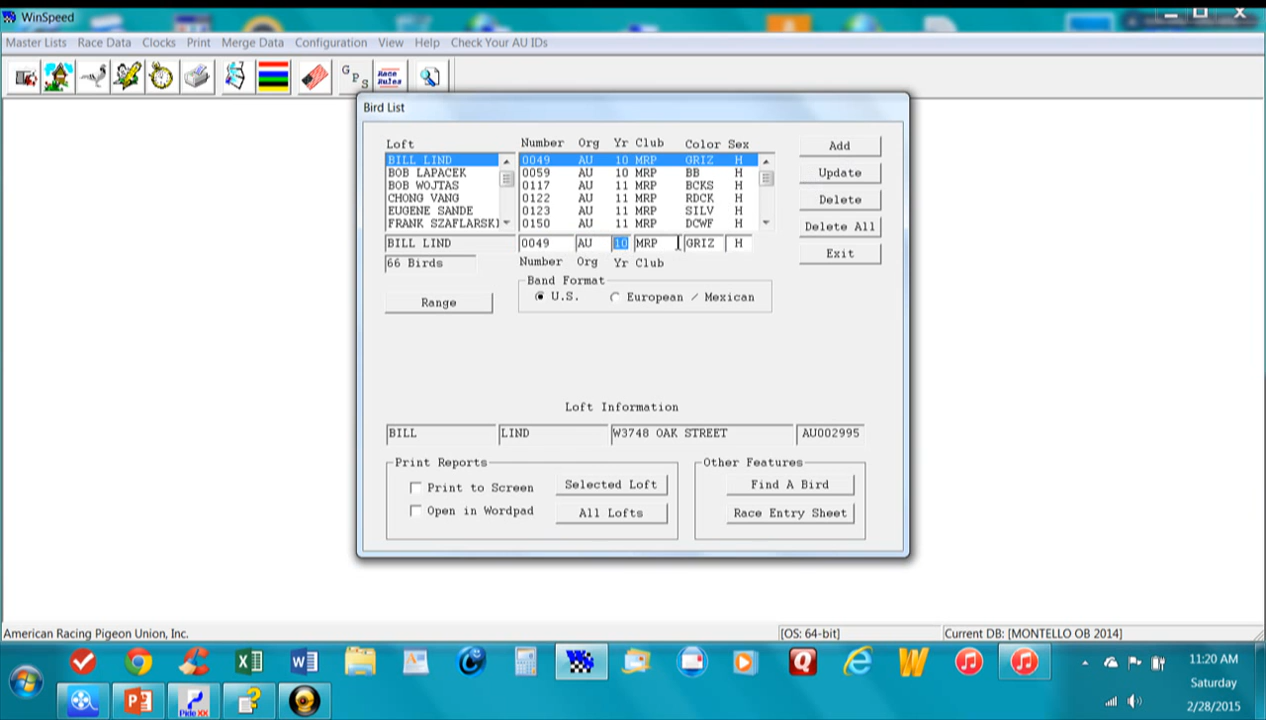 WinSpeed
Master Lists Race Data Clocks Print Merge Data Configuration View Help Check Your AU IDs
G P S Race Rules
Bird List
Loft Number Org Yr Club Color Sex
BILL LIND 0049 AU 10 MRP GRIZ H
BOB LAPACEK 0059 AU 10 MRP BB H
BOB WOJTAS 0117 AU 11 MRP BCKS H
CHONG VANG 0122 AU 11 MRP RDCK H
EUGENE SANDE 0123 AU 11 MRP SILV H
FRANK SZAFLARSKI 0150 AU 11 MRP DCWF H
BILL LIND 0049 AU 10 MRP GRIZ H
66 Birds Number Org Yr Club
Add
Update
Delete
Delete All
Exit
Band Format
U.S. European / Mexican
Range
Loft Information
BILL LIND W3748 OAK STREET AU002995
Print Reports
Print to Screen Selected Loft
Open in Wordpad All Lofts
Other Features
Find A Bird
Race Entry Sheet
American Racing Pigeon Union, Inc. [OS: 64-bit] Current DB: [MONTELLO OB 2014]
11:20 AM
Saturday
2/28/2015